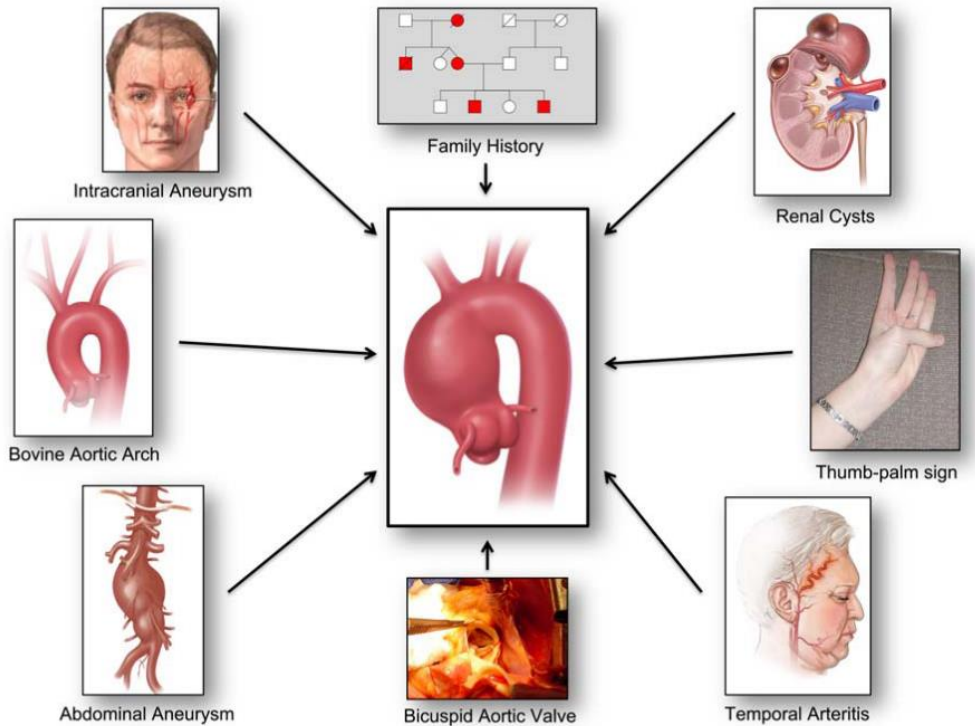 Family History
Intracranial Aneurysm
Renal Cysts
Bovine Aortic Arch
Thumb-palm sign
Abdominal Aneurysm
Bicuspid Aortic Valve
Temporal Arteritis